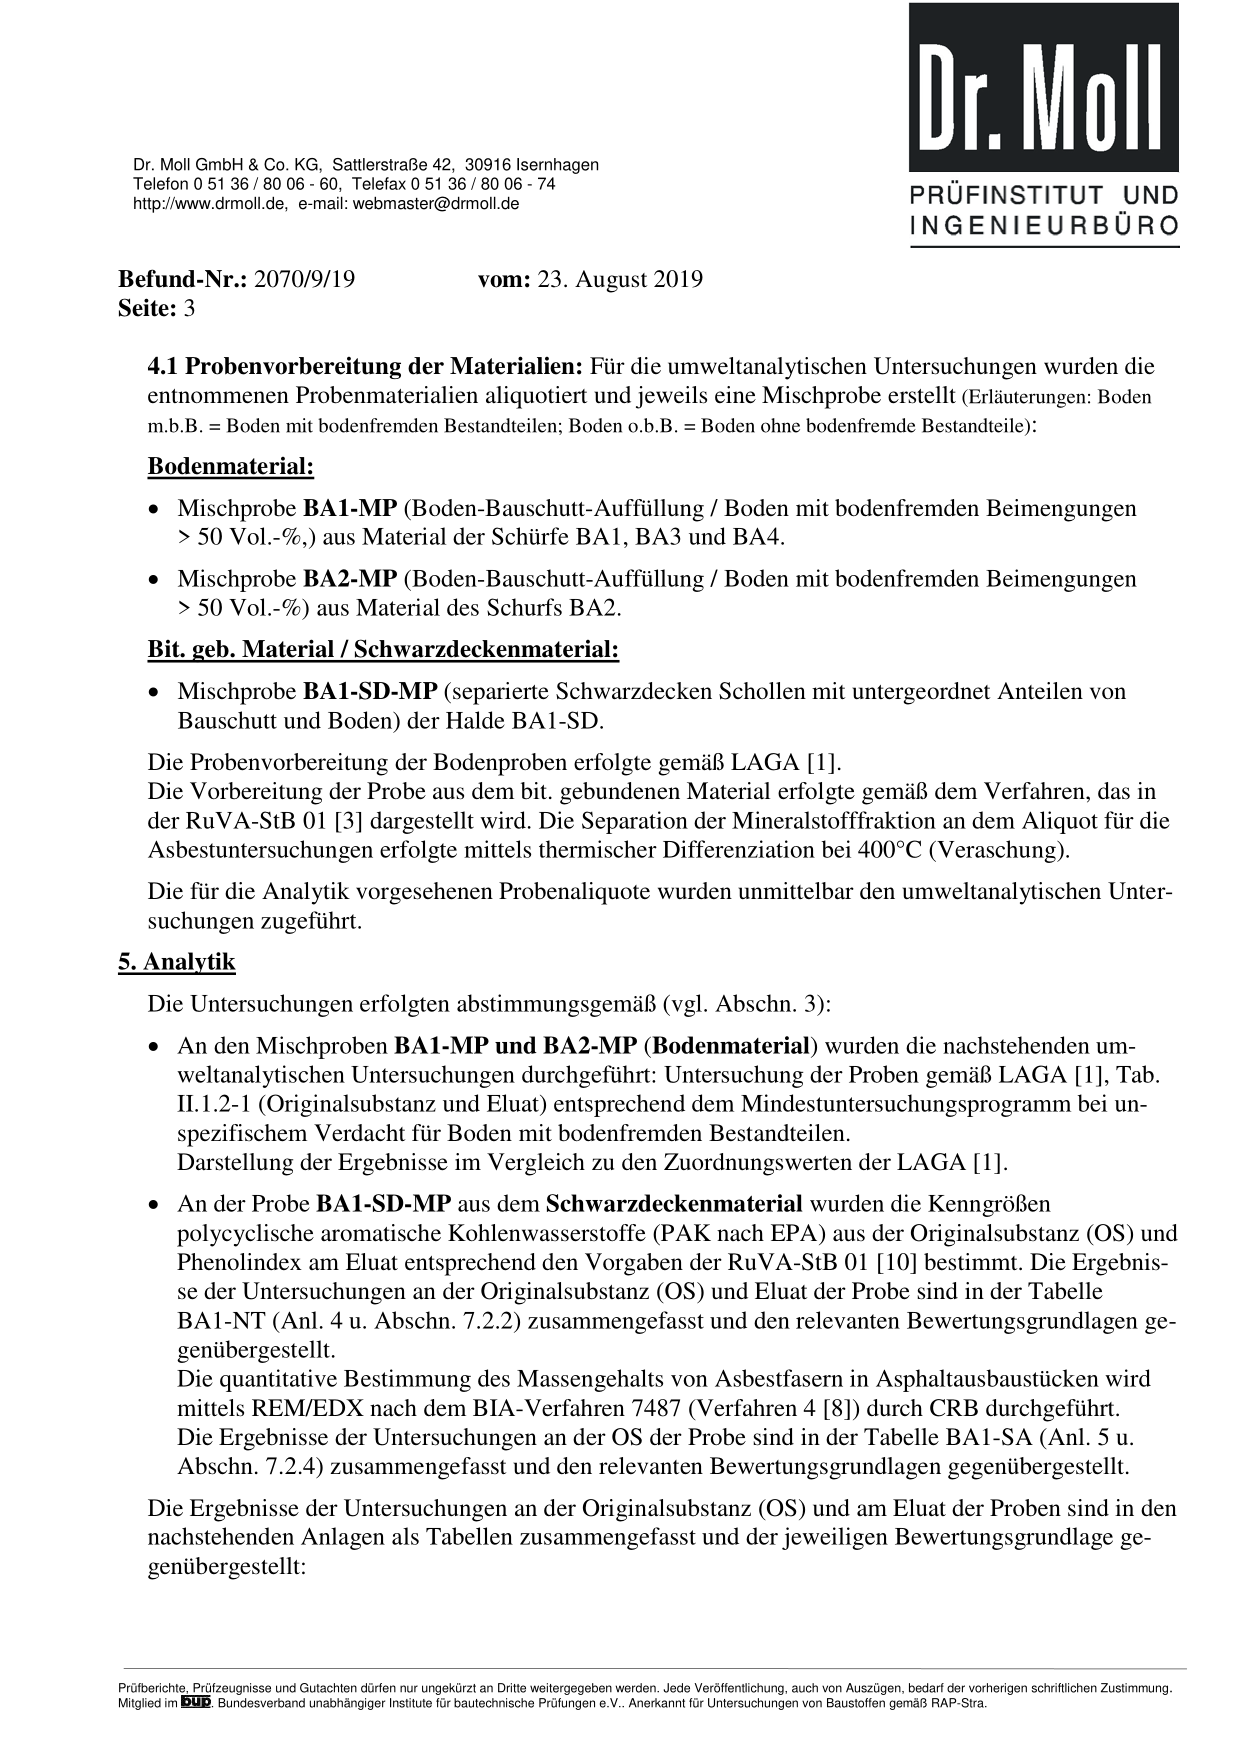 Dr. Moll
PRÜFINSTITUT UND
INGENIEURBÜRO
Dr. Moll GmbH & Co. KG, Sattlerstraße 42, 30916 Isernhagen
Telefon 0 51 36 / 80 06 - 60, Telefax 0 51 36 / 80 06 - 74
http://www.drmoll.de, e-mail: webmaster@drmoll.de
Befund-Nr.: 2070/9/19 vom: 23. August 2019
Seite: 3
4.1 Probenvorbereitung der Materialien: Für die umweltanalytischen Untersuchungen wurden die
entnommenen Probenmaterialien aliquotiert und jeweils eine Mischprobe erstellt (Erläuterungen: Boden
m.b.B. = Boden mit bodenfremden Bestandteilen; Boden o.b.B. = Boden ohne bodenfremde Bestandteile):
Bodenmaterial:
• Mischprobe BA1-MP (Boden-Bauschutt-Auffüllung / Boden mit bodenfremden Beimengungen
> 50 Vol.-%,) aus Material der Schürfe BA1, BA3 und BA4.
• Mischprobe BA2-MP (Boden-Bauschutt-Auffüllung / Boden mit bodenfremden Beimengungen
> 50 Vol.-%) aus Material des Schurfs BA2.
Bit. geb. Material / Schwarzdeckenmaterial:
• Mischprobe BA1-SD-MP (separierte Schwarzdecken Schollen mit untergeordnet Anteilen von
Bauschutt und Boden) der Halde BA1-SD.
Die Probenvorbereitung der Bodenproben erfolgte gemäß LAGA [1].
Die Vorbereitung der Probe aus dem bit. gebundenen Material erfolgte gemäß dem Verfahren, das in
der RuVA-StB 01 [3] dargestellt wird. Die Separation der Mineralstofffraktion an dem Aliquot für die
Asbestuntersuchungen erfolgte mittels thermischer Differenziation bei 400°C (Veraschung).
Die für die Analytik vorgesehenen Probenaliquote wurden unmittelbar den umweltanalytischen Unter-
suchungen zugeführt.
5. Analytik
Die Untersuchungen erfolgten abstimmungsgemäß (vgl. Abschn. 3):
• An den Mischproben BA1-MP und BA2-MP (Bodenmaterial) wurden die nachstehenden um-
weltanalytischen Untersuchungen durchgeführt: Untersuchung der Proben gemäß LAGA [1], Tab.
II.1.2-1 (Originalsubstanz und Eluat) entsprechend dem Mindestuntersuchungsprogramm bei un-
spezifischem Verdacht für Boden mit bodenfremden Bestandteilen.
Darstellung der Ergebnisse im Vergleich zu den Zuordnungswerten der LAGA [1].
• An der Probe BA1-SD-MP aus dem Schwarzdeckenmaterial wurden die Kenngrößen
polycyclische aromatische Kohlenwasserstoffe (PAK nach EPA) aus der Originalsubstanz (OS) und
Phenolindex am Eluat entsprechend den Vorgaben der RuVA-StB 01 [10] bestimmt. Die Ergebnis-
se der Untersuchungen an der Originalsubstanz (OS) und Eluat der Probe sind in der Tabelle
BA1-NT (Anl. 4 u. Abschn. 7.2.2) zusammengefasst und den relevanten Bewertungsgrundlagen ge-
genübergestellt.
Die quantitative Bestimmung des Massengehalts von Asbestfasern in Asphaltausbaustücken wird
mittels REM/EDX nach dem BIA-Verfahren 7487 (Verfahren 4 [8]) durch CRB durchgeführt.
Die Ergebnisse der Untersuchungen an der OS der Probe sind in der Tabelle BA1-SA (Anl. 5 u.
Abschn. 7.2.4) zusammengefasst und den relevanten Bewertungsgrundlagen gegenübergestellt.
Die Ergebnisse der Untersuchungen an der Originalsubstanz (OS) und am Eluat der Proben sind in den
nachstehenden Anlagen als Tabellen zusammengefasst und der jeweiligen Bewertungsgrundlage ge-
genübergestellt:
Prüfberichte, Prüfzeugnisse und Gutachten dürfen nur ungekürzt an Dritte weitergegeben werden. Jede Veröffentlichung, auch von Auszügen, bedarf der vorherigen schriftlichen Zustimmung.
Mitglied im bup. Bundesverband unabhängiger Institute für bautechnische Prüfungen e.V.. Anerkannt für Untersuchungen von Baustoffen gemäß RAP-Stra.